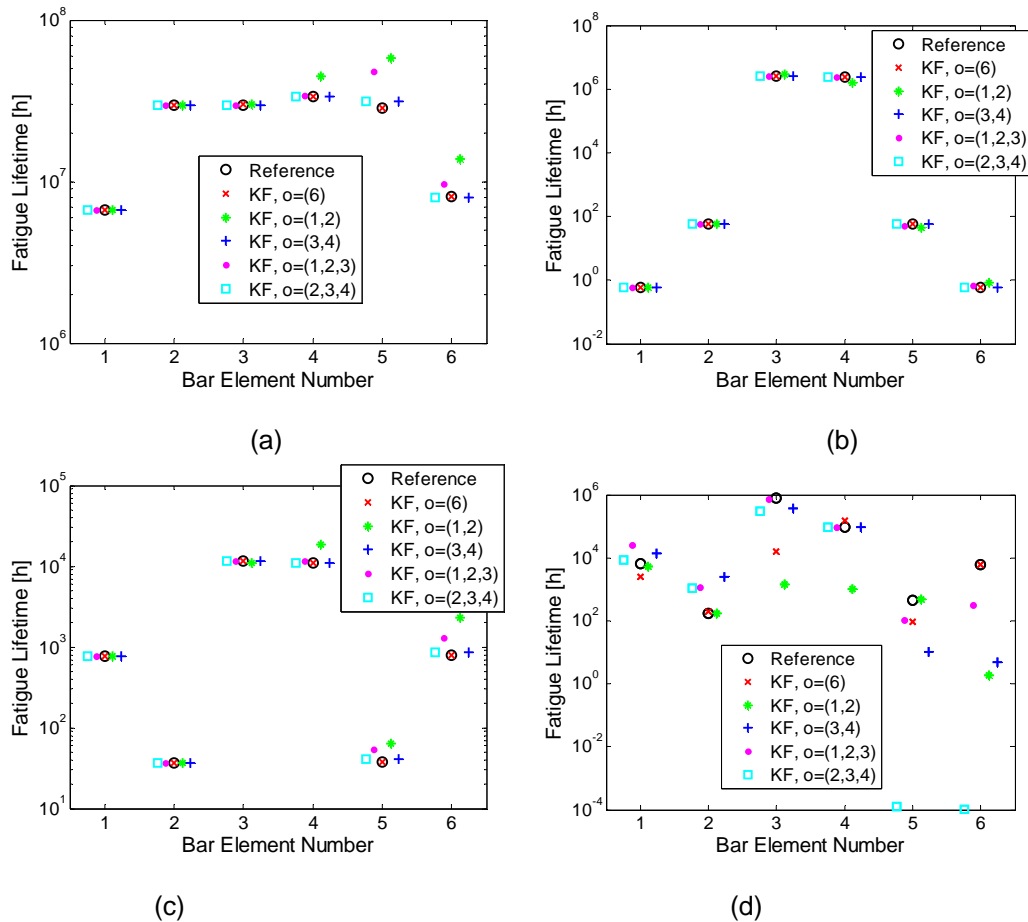 10^8
10^7
10^6
Fatigue Lifetime [h]
Reference
KF, o=(6)
KF, o=(1,2)
KF, o=(3,4)
KF, o=(1,2,3)
KF, o=(2,3,4)
1 2 3 4 5 6
Bar Element Number
(a)
10^8
10^6
10^4
10^2
10^0
10^-2
Fatigue Lifetime [h]
Reference
KF, o=(6)
KF, o=(1,2)
KF, o=(3,4)
KF, o=(1,2,3)
KF, o=(2,3,4)
1 2 3 4 5 6
Bar Element Number
(b)
10^5
10^4
10^3
10^2
10^1
Fatigue Lifetime [h]
Reference
KF, o=(6)
KF, o=(1,2)
KF, o=(3,4)
KF, o=(1,2,3)
KF, o=(2,3,4)
1 2 3 4 5 6
Bar Element Number
(c)
10^6
10^4
10^2
10^0
10^-2
10^-4
Fatigue Lifetime [h]
Reference
KF, o=(6)
KF, o=(1,2)
KF, o=(3,4)
KF, o=(1,2,3)
KF, o=(2,3,4)
1 2 3 4 5 6
Bar Element Number
(d)